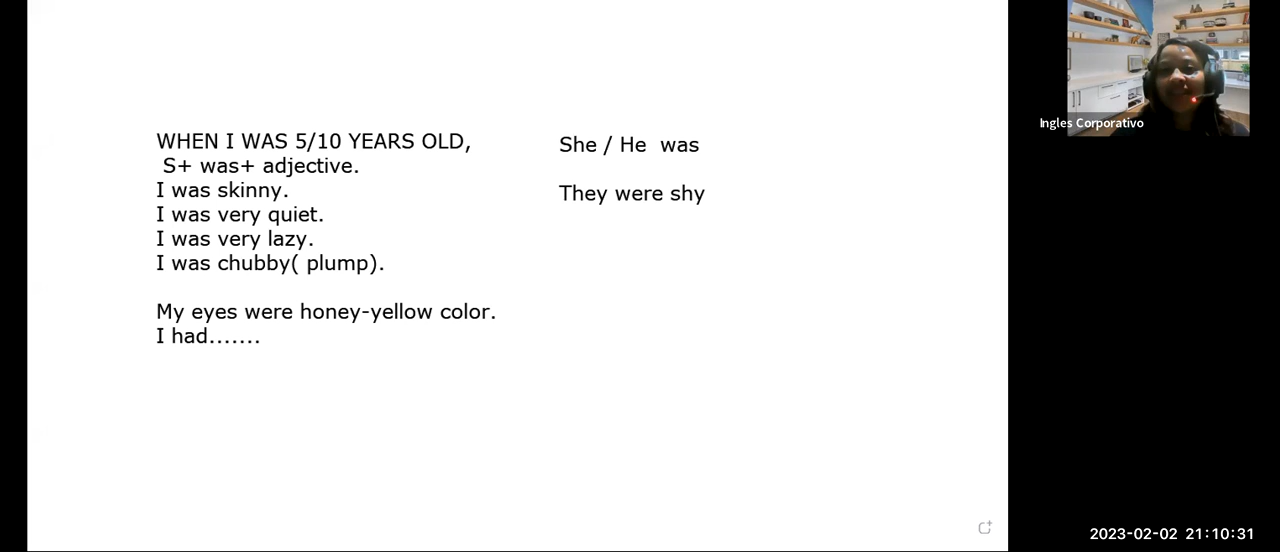 WHEN I WAS 5/10 YEARS OLD,
S+ was+ adjective.
I was skinny.
I was very quiet.
I was very lazy.
I was chubby( plump).
My eyes were honey-yellow color.
I had.......
She / He  was
They were shy
Ingles Corporativo
2023-02-02 21:10:31